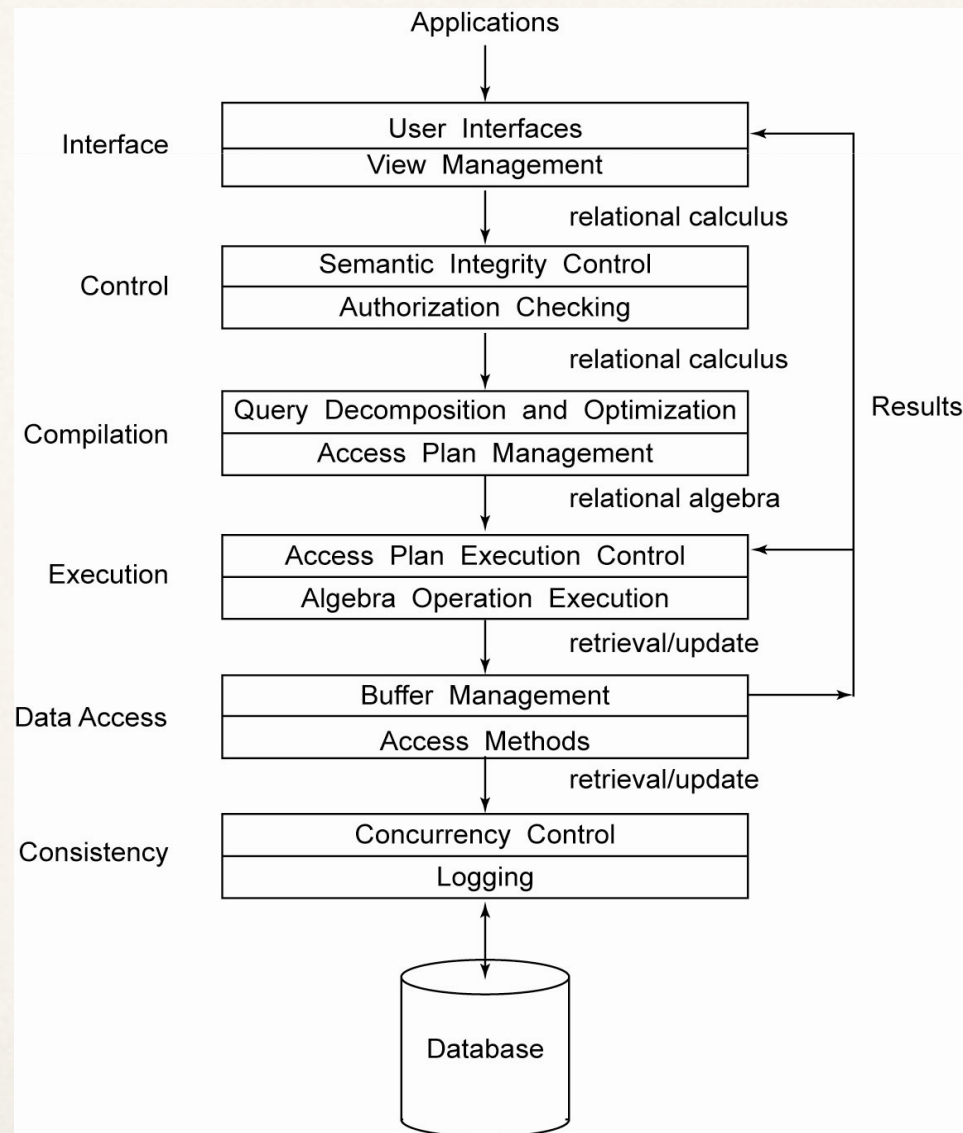 Applications
Interface
User Interfaces
View Management
relational calculus
Control
Semantic Integrity Control
Authorization Checking
relational calculus
Compilation
Query Decomposition and Optimization
Access Plan Management
Results
relational algebra
Execution
Access Plan Execution Control
Algebra Operation Execution
retrieval/update
Data Access
Buffer Management
Access Methods
retrieval/update
Consistency
Concurrency Control
Logging
Database